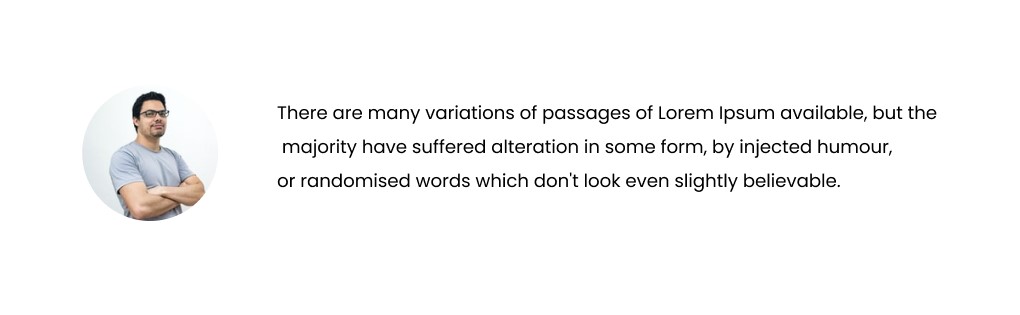 There are many variations of passages of Lorem Ipsum available, but the
majority have suffered alteration in some form, by injected humour,
or randomised words which don't look even slightly believable.